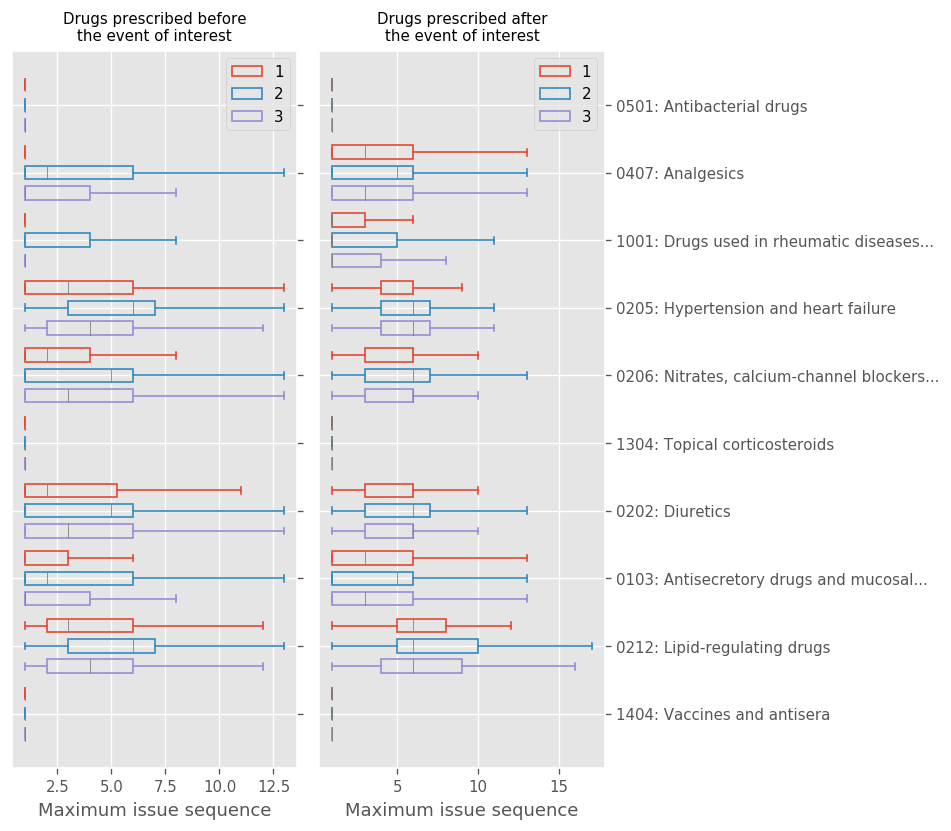 Drugs prescribed before
the event of interest
Drugs prescribed after
the event of interest
1
2
3
1
2
3
0501: Antibacterial drugs
0407: Analgesics
1001: Drugs used in rheumatic diseases...
0205: Hypertension and heart failure
0206: Nitrates, calcium-channel blockers...
1304: Topical corticosteroids
0202: Diuretics
0103: Antisecretory drugs and mucosal...
0212: Lipid-regulating drugs
1404: Vaccines and antisera
2.5 5.0 7.5 10.0 12.5
5 10 15
Maximum issue sequence
Maximum issue sequence